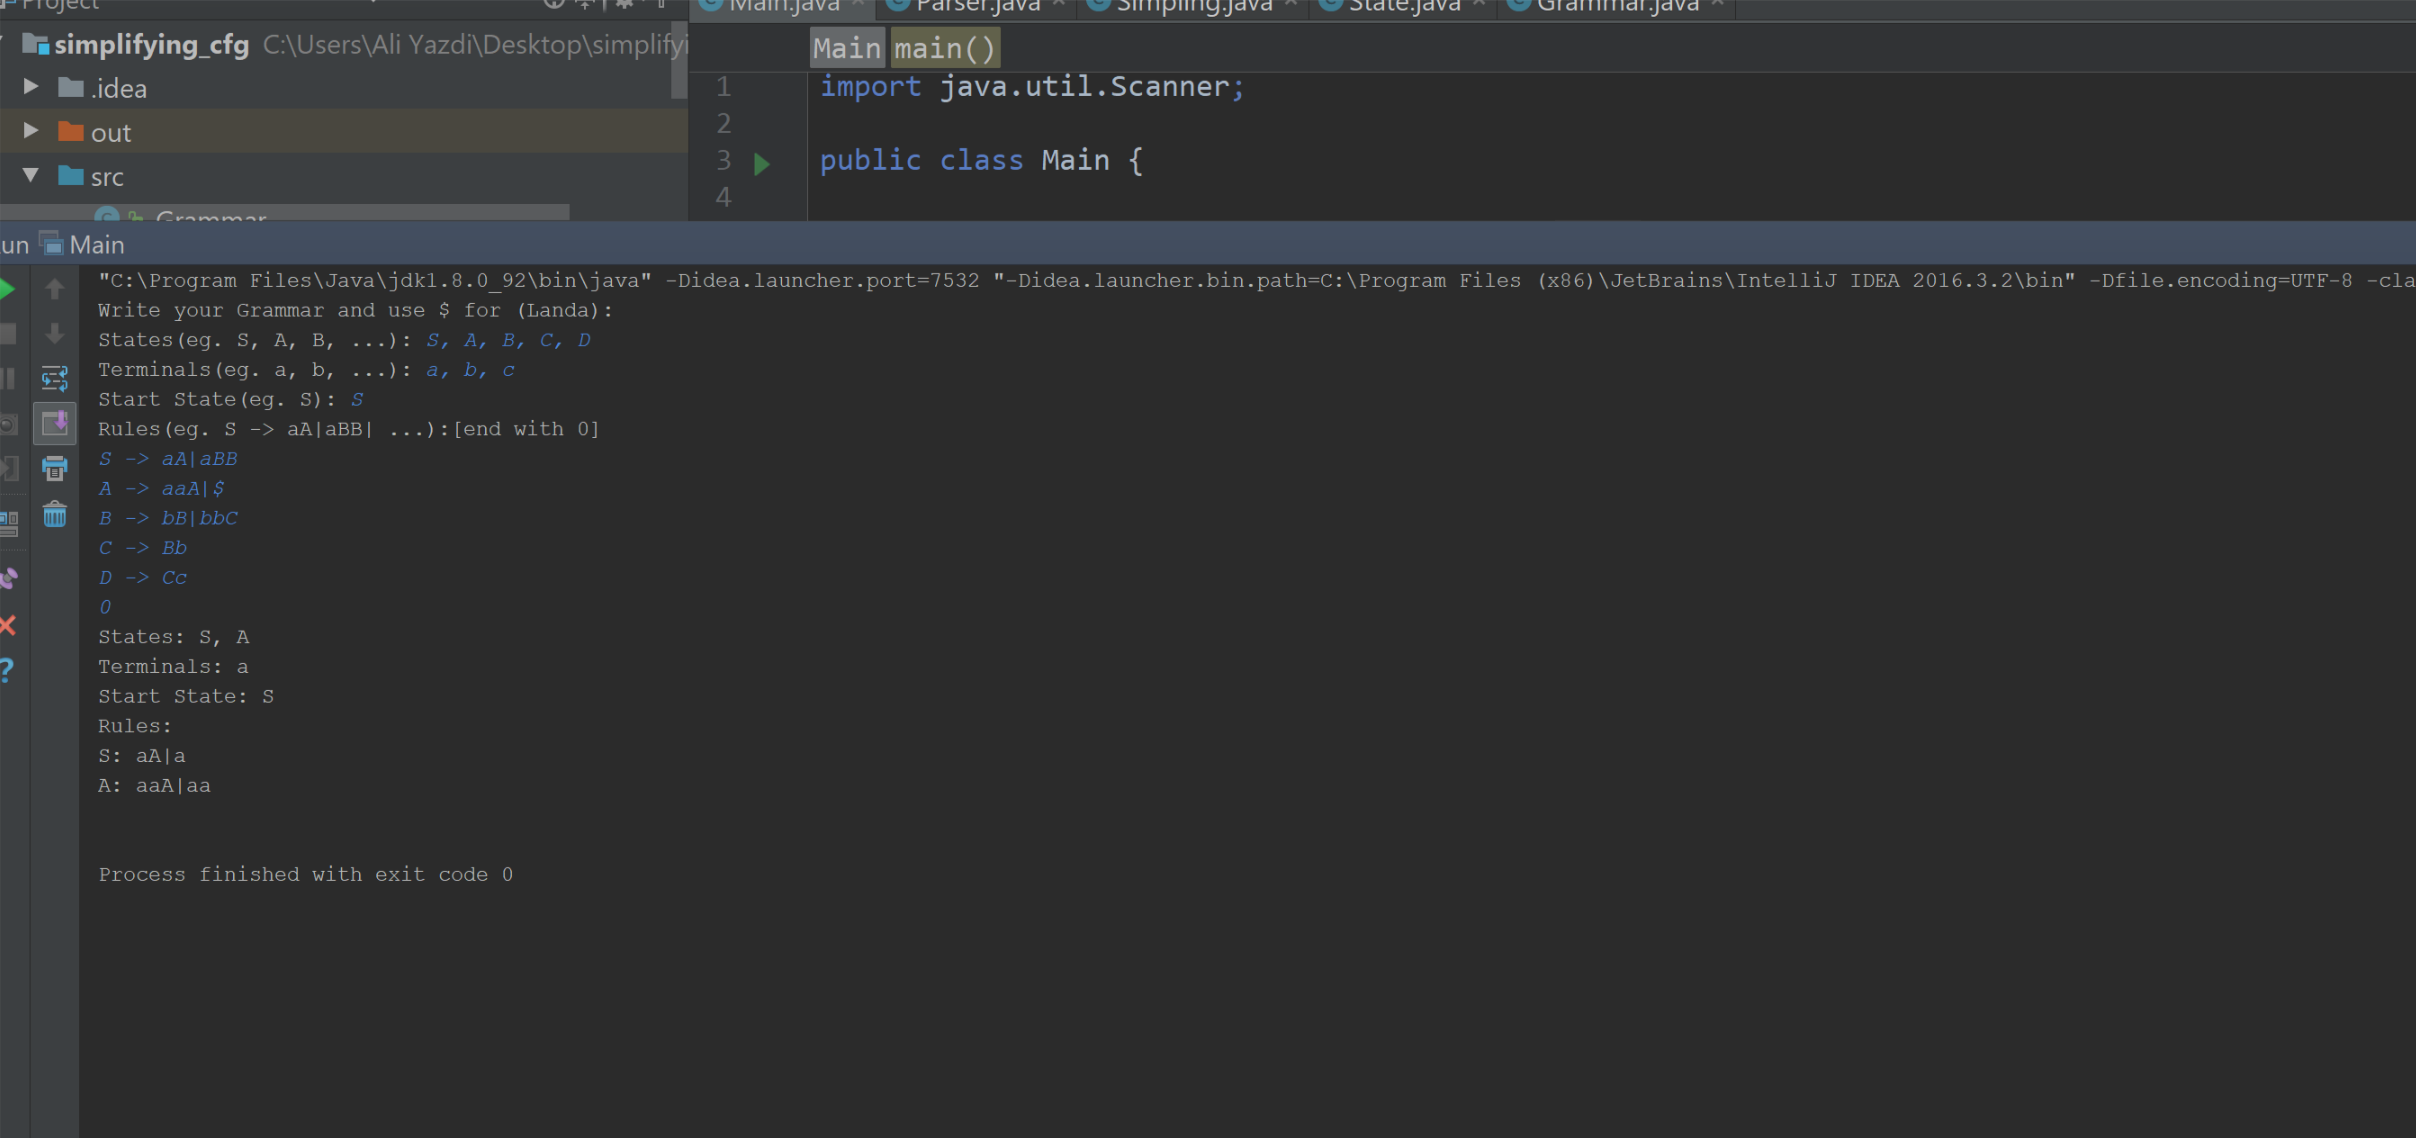 Project
Main.java Parser.java Simpling.java State.java Grammar.java
simplifying_cfg C:\Users\Ali Yazdi\Desktop\simplifyi
.idea
out
src
Grammar
Main main()
1 import java.util.Scanner;
2
3 public class Main {
4
un Main
"C:\Program Files\Java\jdk1.8.0_92\bin\java" -Didea.launcher.port=7532 "-Didea.launcher.bin.path=C:\Program Files (x86)\JetBrains\IntelliJ IDEA 2016.3.2\bin" -Dfile.encoding=UTF-8 -cla
Write your Grammar and use $ for (Landa):
States(eg. S, A, B, ...): S, A, B, C, D
Terminals(eg. a, b, ...): a, b, c
Start State(eg. S): S
Rules(eg. S -> aA|aBB| ...):[end with 0]
S -> aA|aBB
A -> aaA|$
B -> bB|bbC
C -> Bb
D -> Cc
0
States: S, A
Terminals: a
Start State: S
Rules:
S: aA|a
A: aaA|aa
Process finished with exit code 0